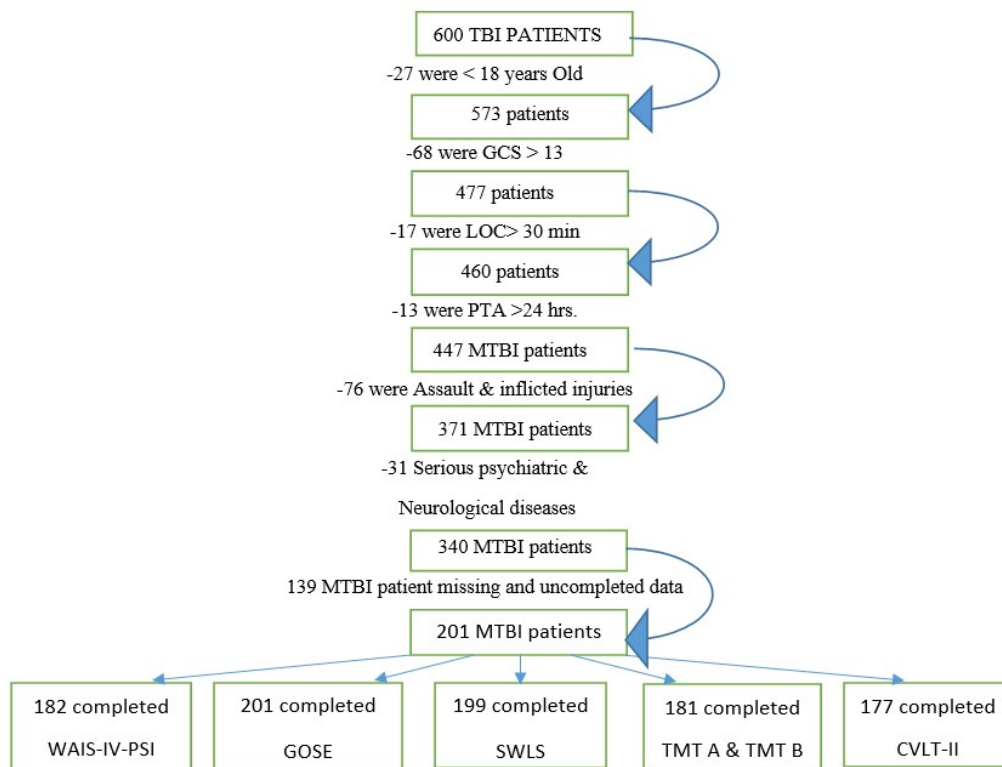 600 TBI PATIENTS
-27 were < 18 years Old
573 patients
-68 were GCS > 13
477 patients
-17 were LOC> 30 min
460 patients
-13 were PTA >24 hrs.
447 MTBI patients
-76 were Assault & inflicted injuries
371 MTBI patients
-31 Serious psychiatric &
Neurological diseases
340 MTBI patients
139 MTBI patient missing and uncompleted data
201 MTBI patients
182 completed
WAIS-IV-PSI
201 completed
GOSE
199 completed
SWLS
181 completed
TMT A & TMT B
177 completed
CVLT-II